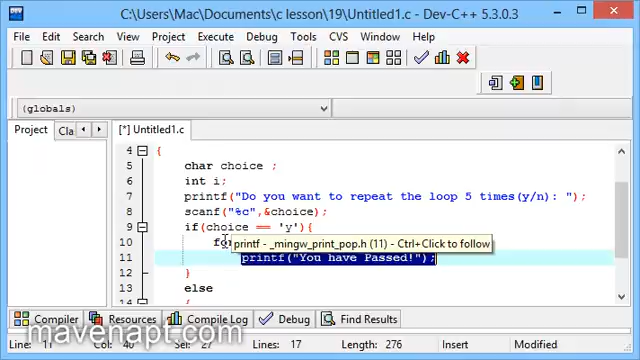 C:\Users\Mac\Documents\c lesson\19\Untitled1.c - Dev-C++ 5.3.0.3
File Edit Search View Project Execute Debug Tools CVS Window Help
(globals)
Project Cla [*] Untitled1.c
4 {
5 char choice ;
6 int i;
7 printf("Do you want to repeat the loop 5 times(y/n): ");
8 scanf("%c",&choice);
9 if(choice == 'y'){
10 for
printf - _mingw_print_pop.h (11) - Ctrl+Click to follow
11 printf("You have Passed!");
12 }
13 else
Compiler Resources Compile Log Debug Find Results
Line: 11 Col: 40 Sel: 27 Lines: 17 Length: 276 Insert Modified
mavenapt.com